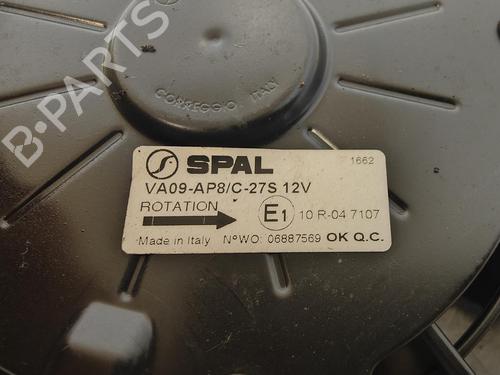 B-PARTS
CORREGGIO ITALY
SPAL
1662
VA09-AP8/C-27S 12V
ROTATION
E1 10 R-04 7107
Made in Italy NºWO: 06887569 OK Q.C.